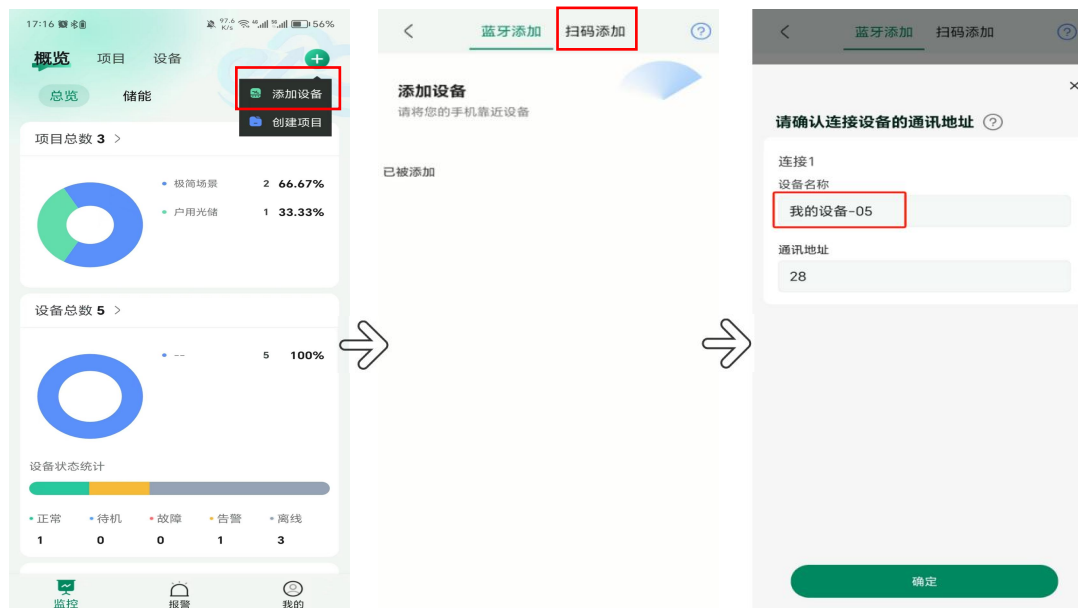 17:16 97.6 K/s 56%
概览 项目 设备
总览 储能
添加设备
创建项目
项目总数 3 >
极简场景 2 66.67%
户用光储 1 33.33%
设备总数 5 >
-- 5 100%
设备状态统计
正常 待机 故障 告警 离线
1 0 0 1 3
监控 报警 我的
蓝牙添加 扫码添加
添加设备
请将您的手机靠近设备
已被添加
蓝牙添加 扫码添加
请确认连接设备的通讯地址
连接1
设备名称
我的设备-05
通讯地址
28
确定